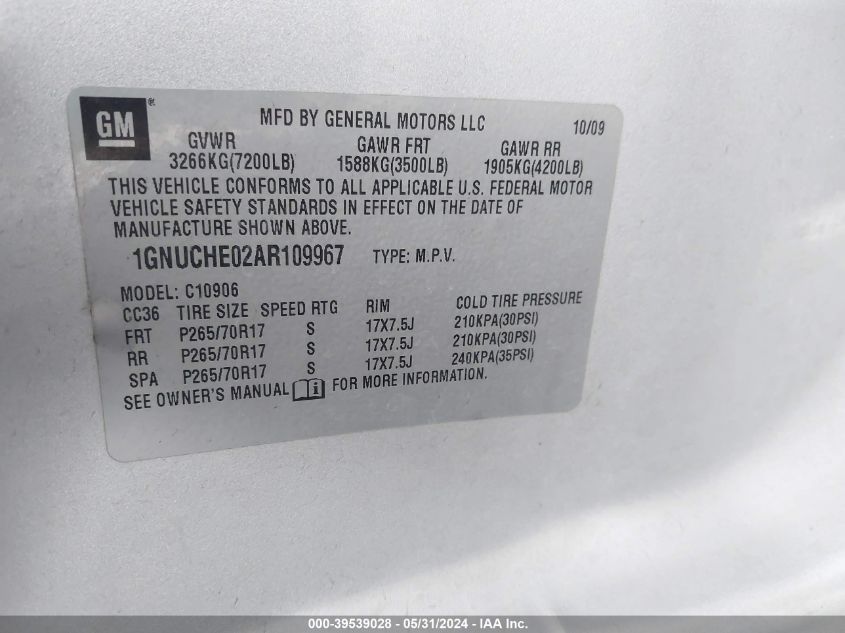 GM ®
MFD BY GENERAL MOTORS LLC 10/09
GVWR GAWR FRT GAWR RR
3266KG(7200LB) 1588KG(3500LB) 1905KG(4200LB)
THIS VEHICLE CONFORMS TO ALL APPLICABLE U.S. FEDERAL MOTOR
VEHICLE SAFETY STANDARDS IN EFFECT ON THE DATE OF
MANUFACTURE SHOWN ABOVE.
1GNUCHE02AR109967 TYPE: M.P.V.
MODEL: C10906
CC36 TIRE SIZE SPEED RTG RIM COLD TIRE PRESSURE
FRT P265/70R17 S 17X7.5J 210KPA(30PSI)
RR P265/70R17 S 17X7.5J 210KPA(30PSI)
SPA P265/70R17 S 17X7.5J 240KPA(35PSI)
SEE OWNER'S MANUAL i FOR MORE INFORMATION.
000-39539028 - 05/31/2024 - IAA Inc.